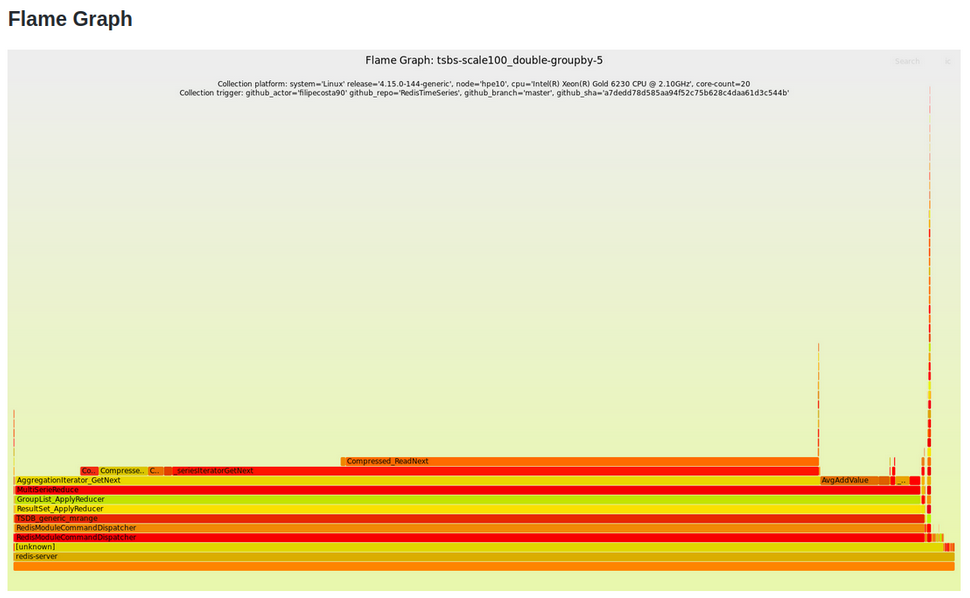 Flame Graph
Flame Graph: tsbs-scale100_double-groupby-5
Search
ic
Collection platform: system='Linux' release='4.15.0-144-generic', node='hpe10', cpu='Intel(R) Xeon(R) Gold 6230 CPU @ 2.10GHz', core-count=20
Collection trigger: github_actor='filipecosta90' github_repo='RedisTimeSeries', github_branch='master', github_sha='a7dedd78d585aa94f52c75b628c4daa61d3c544b'
Compressed_ReadNext
Co.. Compresse.. C.. _seriesIteratorGetNext
AggregationIterator_GetNext AvgAddValue _..
MultiSerieReduce
GroupList_ApplyReducer
ResultSet_ApplyReducer
TSDB_generic_mrange
RedisModuleCommandDispatcher
RedisModuleCommandDispatcher
[unknown]
redis-server